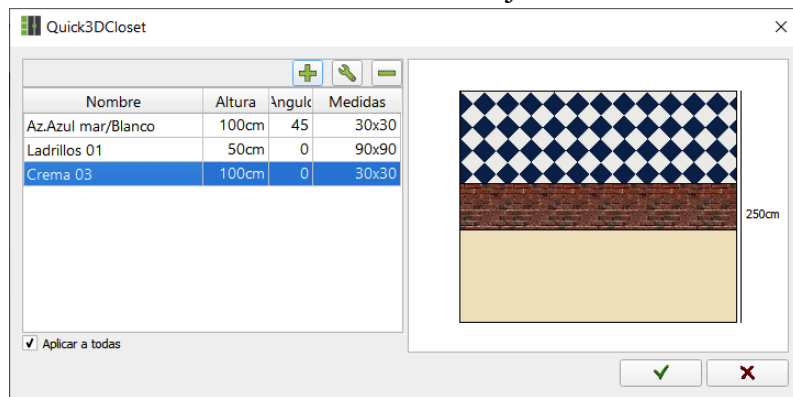 Quick3DCloset
Nombre Altura Angulo Medidas
Az.Azul mar/Blanco 100cm 45 30x30
Ladrillos 01 50cm 0 90x90
Crema 03 100cm 0 30x30
250cm
Aplicar a todas